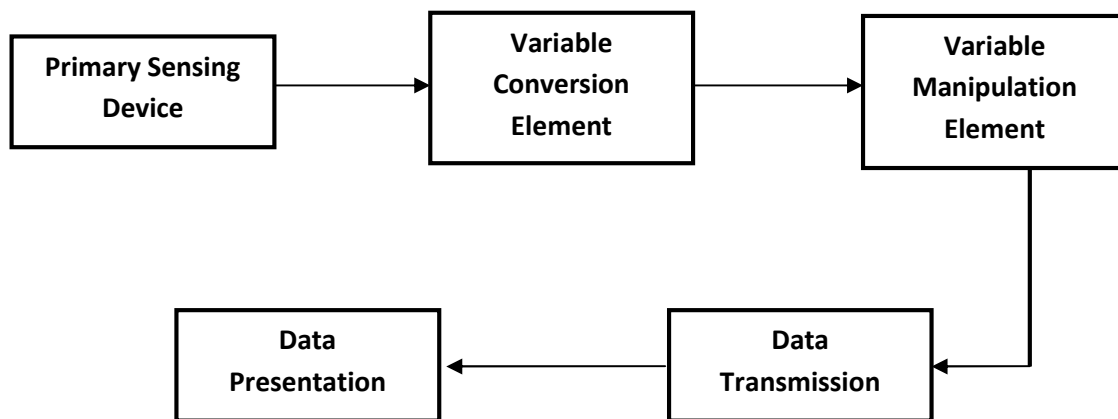 Primary Sensing
Device
Variable
Conversion
Element
Variable
Manipulation
Element
Data
Presentation
Data
Transmission